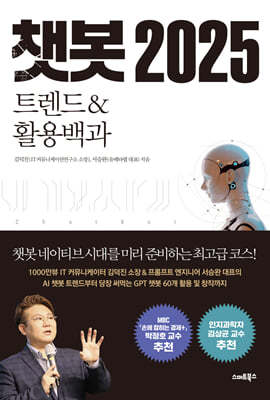 챗봇 2025
트렌드&
활용백과
김덕진(IT커뮤니케이션연구소 소장), 서승완(유메타랩 대표) 지음
Chatbot
챗봇 네이티브 시대를 미리 준비하는 최고급 코스!
1000만뷰 IT 커뮤니케이터 김덕진 소장 & 프롬프트 엔지니어 서승완 대표의
AI 챗봇 트렌드부터 당장 써먹는 GPT 챗봇 60개 활용 및 창작까지
MBC
『손에 잡히는 경제+』
박정호 교수
추천
인지과학자
김상균 교수
추천
스마트북스